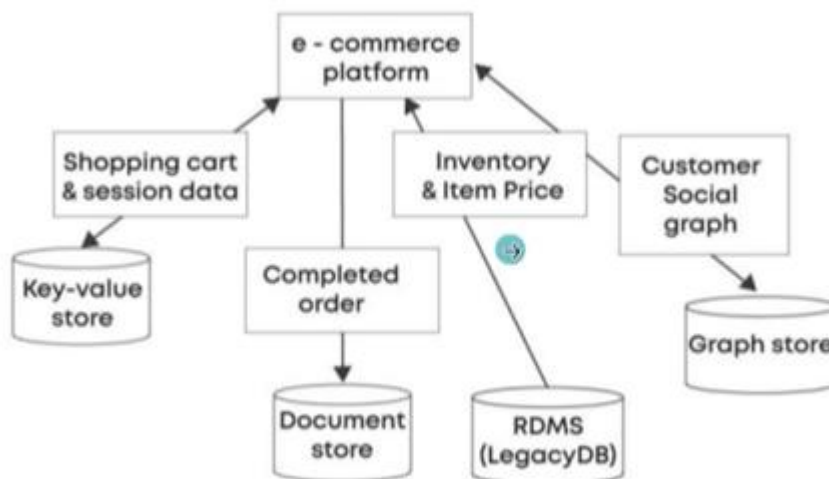 e - commerce
platform
Shopping cart
& session data
Inventory
& Item Price
Customer
Social
graph
Key-value
store
Completed
order
Graph store
Document
store
RDMS
(LegacyDB)